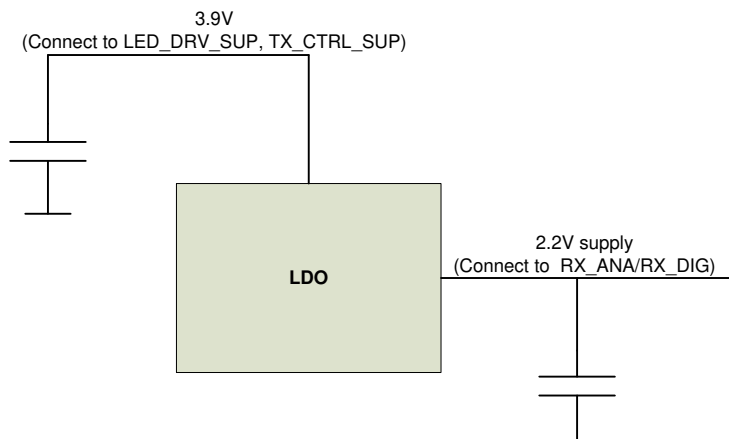 3.9V
(Connect to LED_DRV_SUP, TX_CTRL_SUP)
LDO
2.2V supply
(Connect to RX_ANA/RX_DIG)